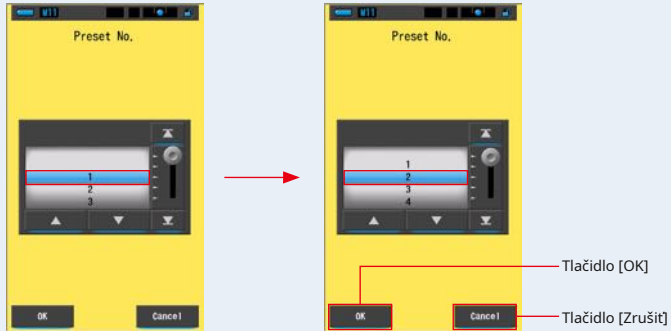 M11
Preset No.
1
2
3
OK
Cancel
M11
Preset No.
1
2
3
4
OK
Cancel
Tlačidlo [OK]
Tlačidlo [Zrušiť]